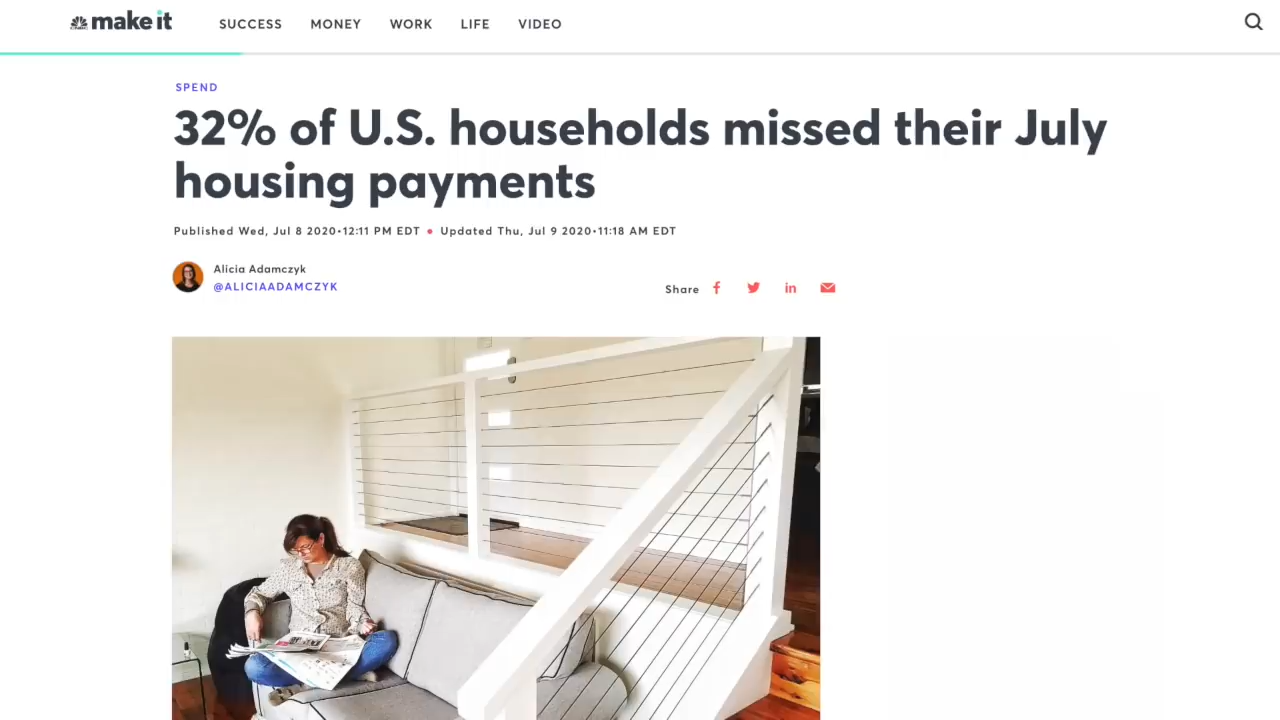 make it
SUCCESS MONEY WORK LIFE VIDEO
SPEND
32% of U.S. households missed their July
housing payments
Published Wed, Jul 8 2020•12:11 PM EDT • Updated Thu, Jul 9 2020•11:18 AM EDT
Alicia Adamczyk
@ALICIAADAMCZYK
Share